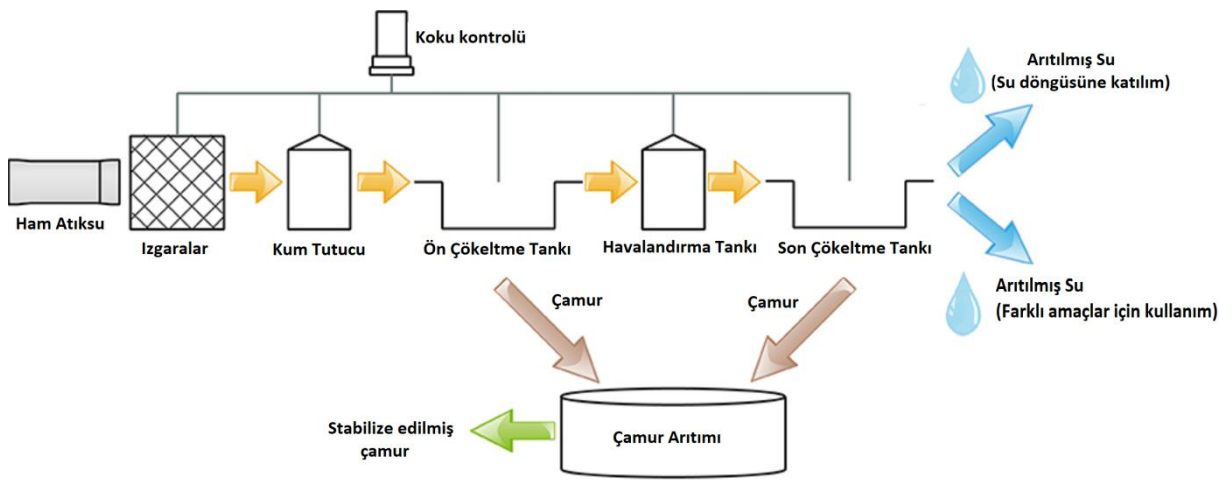 Koku kontrolü
Arıtılmış Su
(Su döngüsüne katılım)
Ham Atıksu
Izgaralar
Kum Tutucu
Ön Çökeltme Tankı
Havalandırma Tankı
Son Çökeltme Tankı
Arıtılmış Su
(Farklı amaçlar için kullanım)
Çamur
Çamur
Stabilize edilmiş
çamur
Çamur Arıtımı